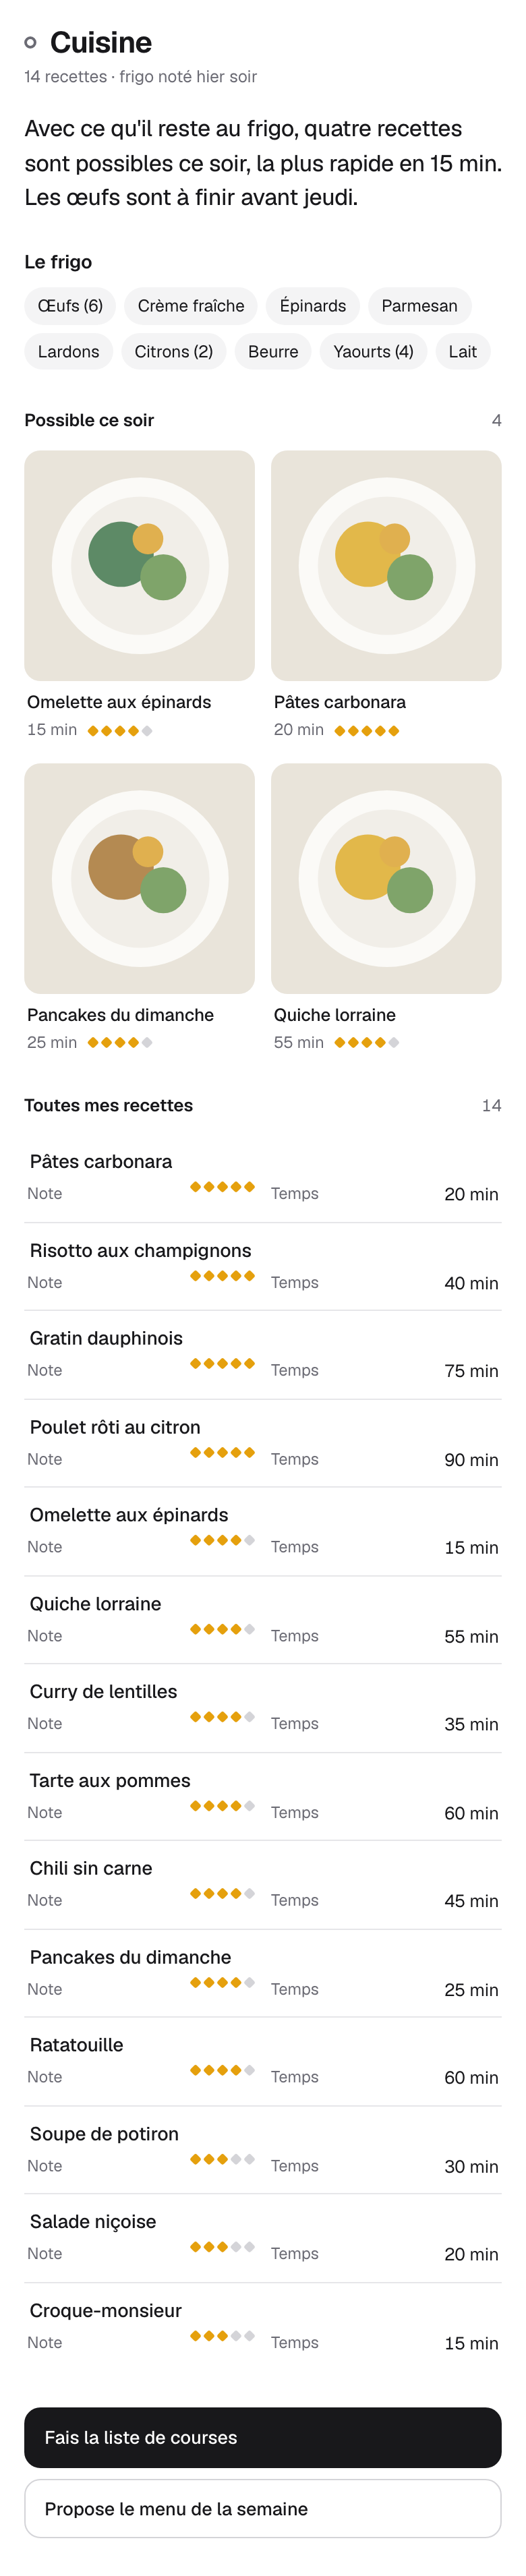 Cuisine
14 recettes · frigo noté hier soir
Avec ce qu'il reste au frigo, quatre recettes
sont possibles ce soir, la plus rapide en 15 min.
Les œufs sont à finir avant jeudi.
Le frigo
Œufs (6) Crème fraîche Épinards Parmesan
Lardons Citrons (2) Beurre Yaourts (4) Lait
Possible ce soir 4
Omelette aux épinards
15 min
Pâtes carbonara
20 min
Pancakes du dimanche
25 min
Quiche lorraine
55 min
Toutes mes recettes 14
Pâtes carbonara
Note Temps 20 min
Risotto aux champignons
Note Temps 40 min
Gratin dauphinois
Note Temps 75 min
Poulet rôti au citron
Note Temps 90 min
Omelette aux épinards
Note Temps 15 min
Quiche lorraine
Note Temps 55 min
Curry de lentilles
Note Temps 35 min
Tarte aux pommes
Note Temps 60 min
Chili sin carne
Note Temps 45 min
Pancakes du dimanche
Note Temps 25 min
Ratatouille
Note Temps 60 min
Soupe de potiron
Note Temps 30 min
Salade niçoise
Note Temps 20 min
Croque-monsieur
Note Temps 15 min
Fais la liste de courses
Propose le menu de la semaine